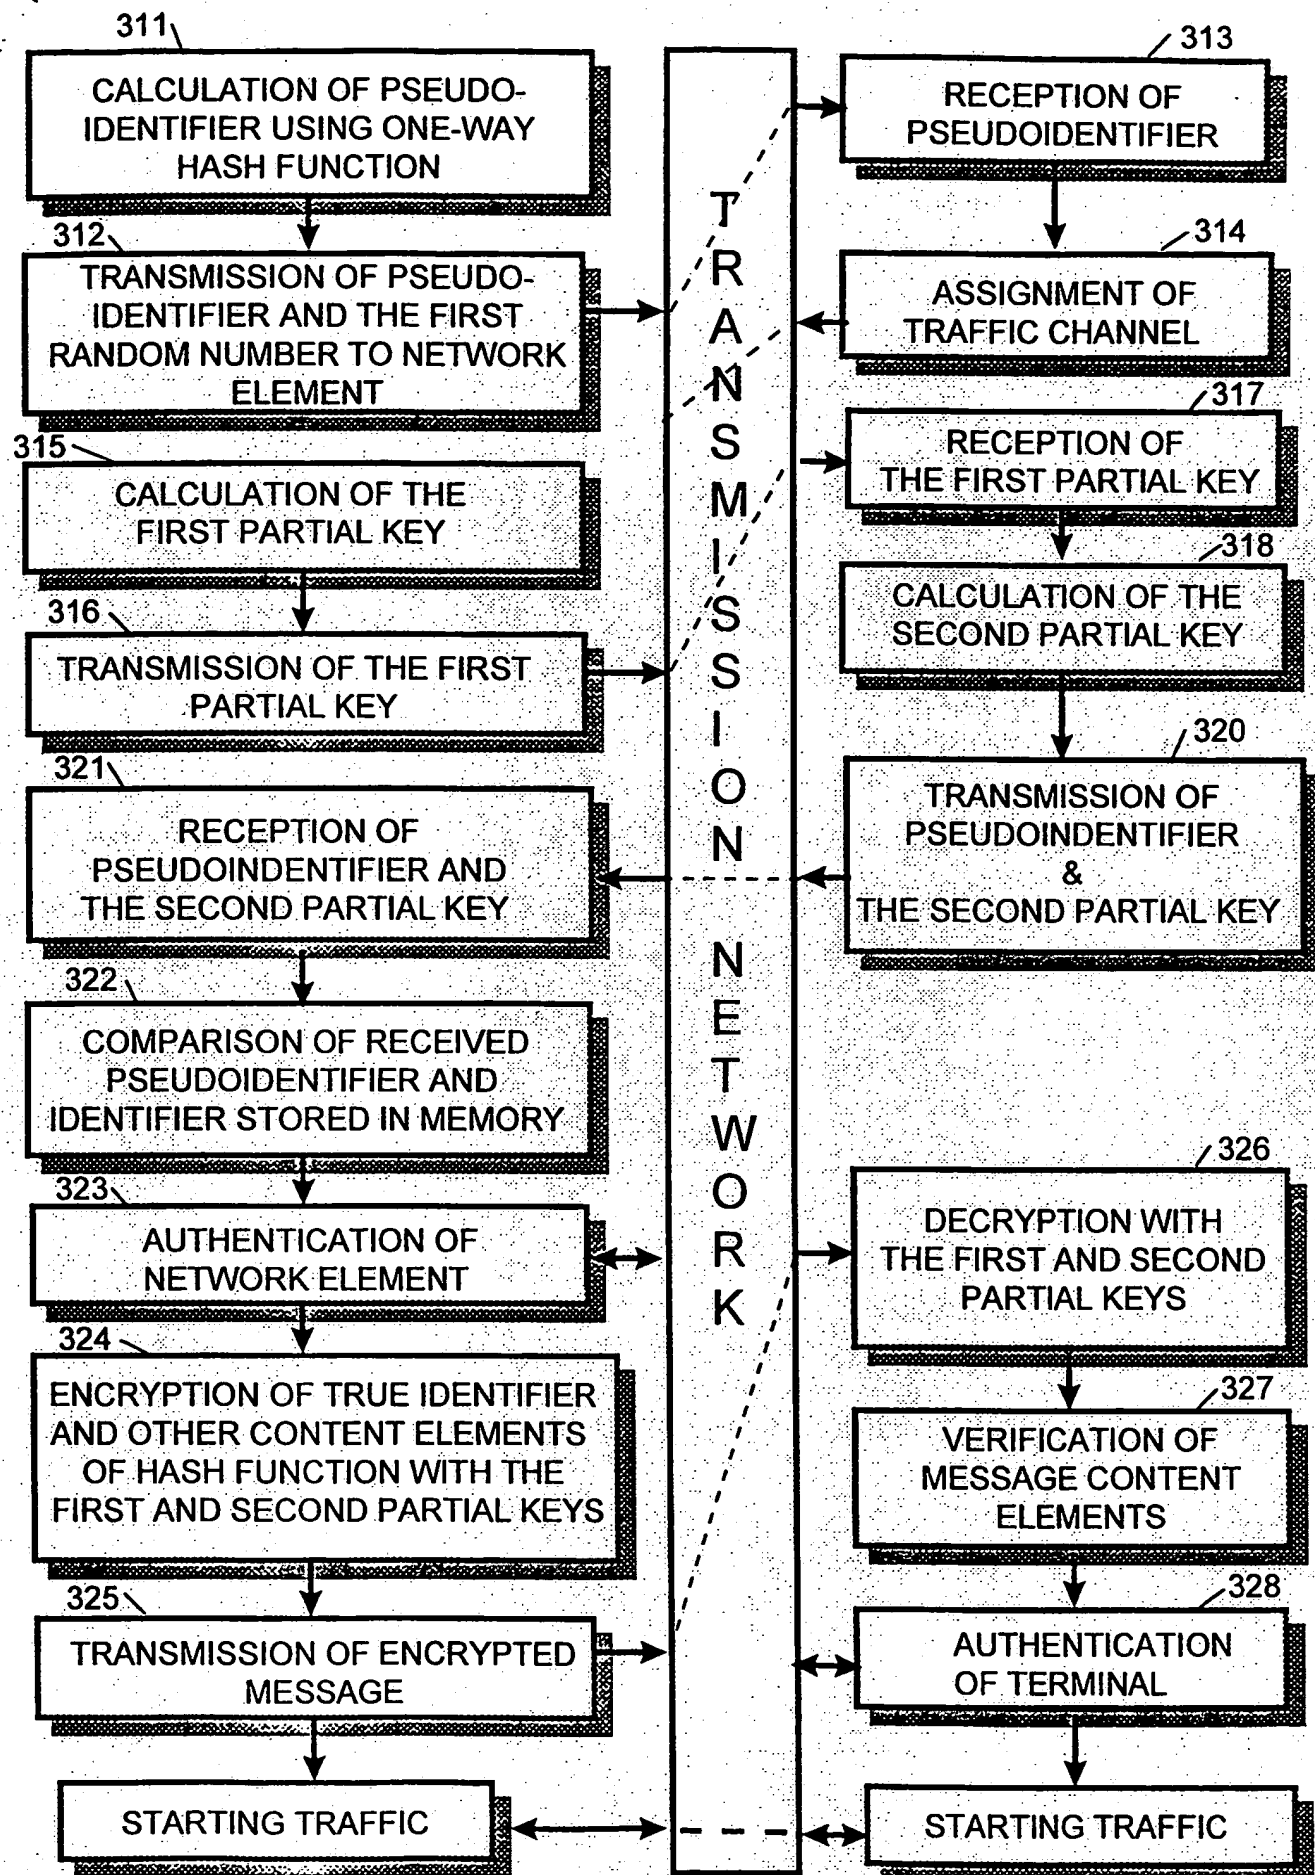 311
CALCULATION OF PSEUDO-
IDENTIFIER USING ONE-WAY
HASH FUNCTION
312
TRANSMISSION OF PSEUDO-
IDENTIFIER AND THE FIRST
RANDOM NUMBER TO NETWORK
ELEMENT
315
CALCULATION OF THE
FIRST PARTIAL KEY
316
TRANSMISSION OF THE FIRST
PARTIAL KEY
321
RECEPTION OF
PSEUDOINDENTIFIER AND
THE SECOND PARTIAL KEY
322
COMPARISON OF RECEIVED
PSEUDOIDENTIFIER AND
IDENTIFIER STORED IN MEMORY
323
AUTHENTICATION OF
NETWORK ELEMENT
324
ENCRYPTION OF TRUE IDENTIFIER
AND OTHER CONTENT ELEMENTS
OF HASH FUNCTION WITH THE
FIRST AND SECOND PARTIAL KEYS
325
TRANSMISSION OF ENCRYPTED
MESSAGE
STARTING TRAFFIC
TRANSMISSION NETWORK
313
RECEPTION OF
PSEUDOIDENTIFIER
314
ASSIGNMENT OF
TRAFFIC CHANNEL
317
RECEPTION OF
THE FIRST PARTIAL KEY
318
CALCULATION OF THE
SECOND PARTIAL KEY
320
TRANSMISSION OF
PSEUDOINDENTIFIER
&
THE SECOND PARTIAL KEY
326
DECRYPTION WITH
THE FIRST AND SECOND
PARTIAL KEYS
327
VERIFICATION OF
MESSAGE CONTENT
ELEMENTS
328
AUTHENTICATION
OF TERMINAL
STARTING TRAFFIC